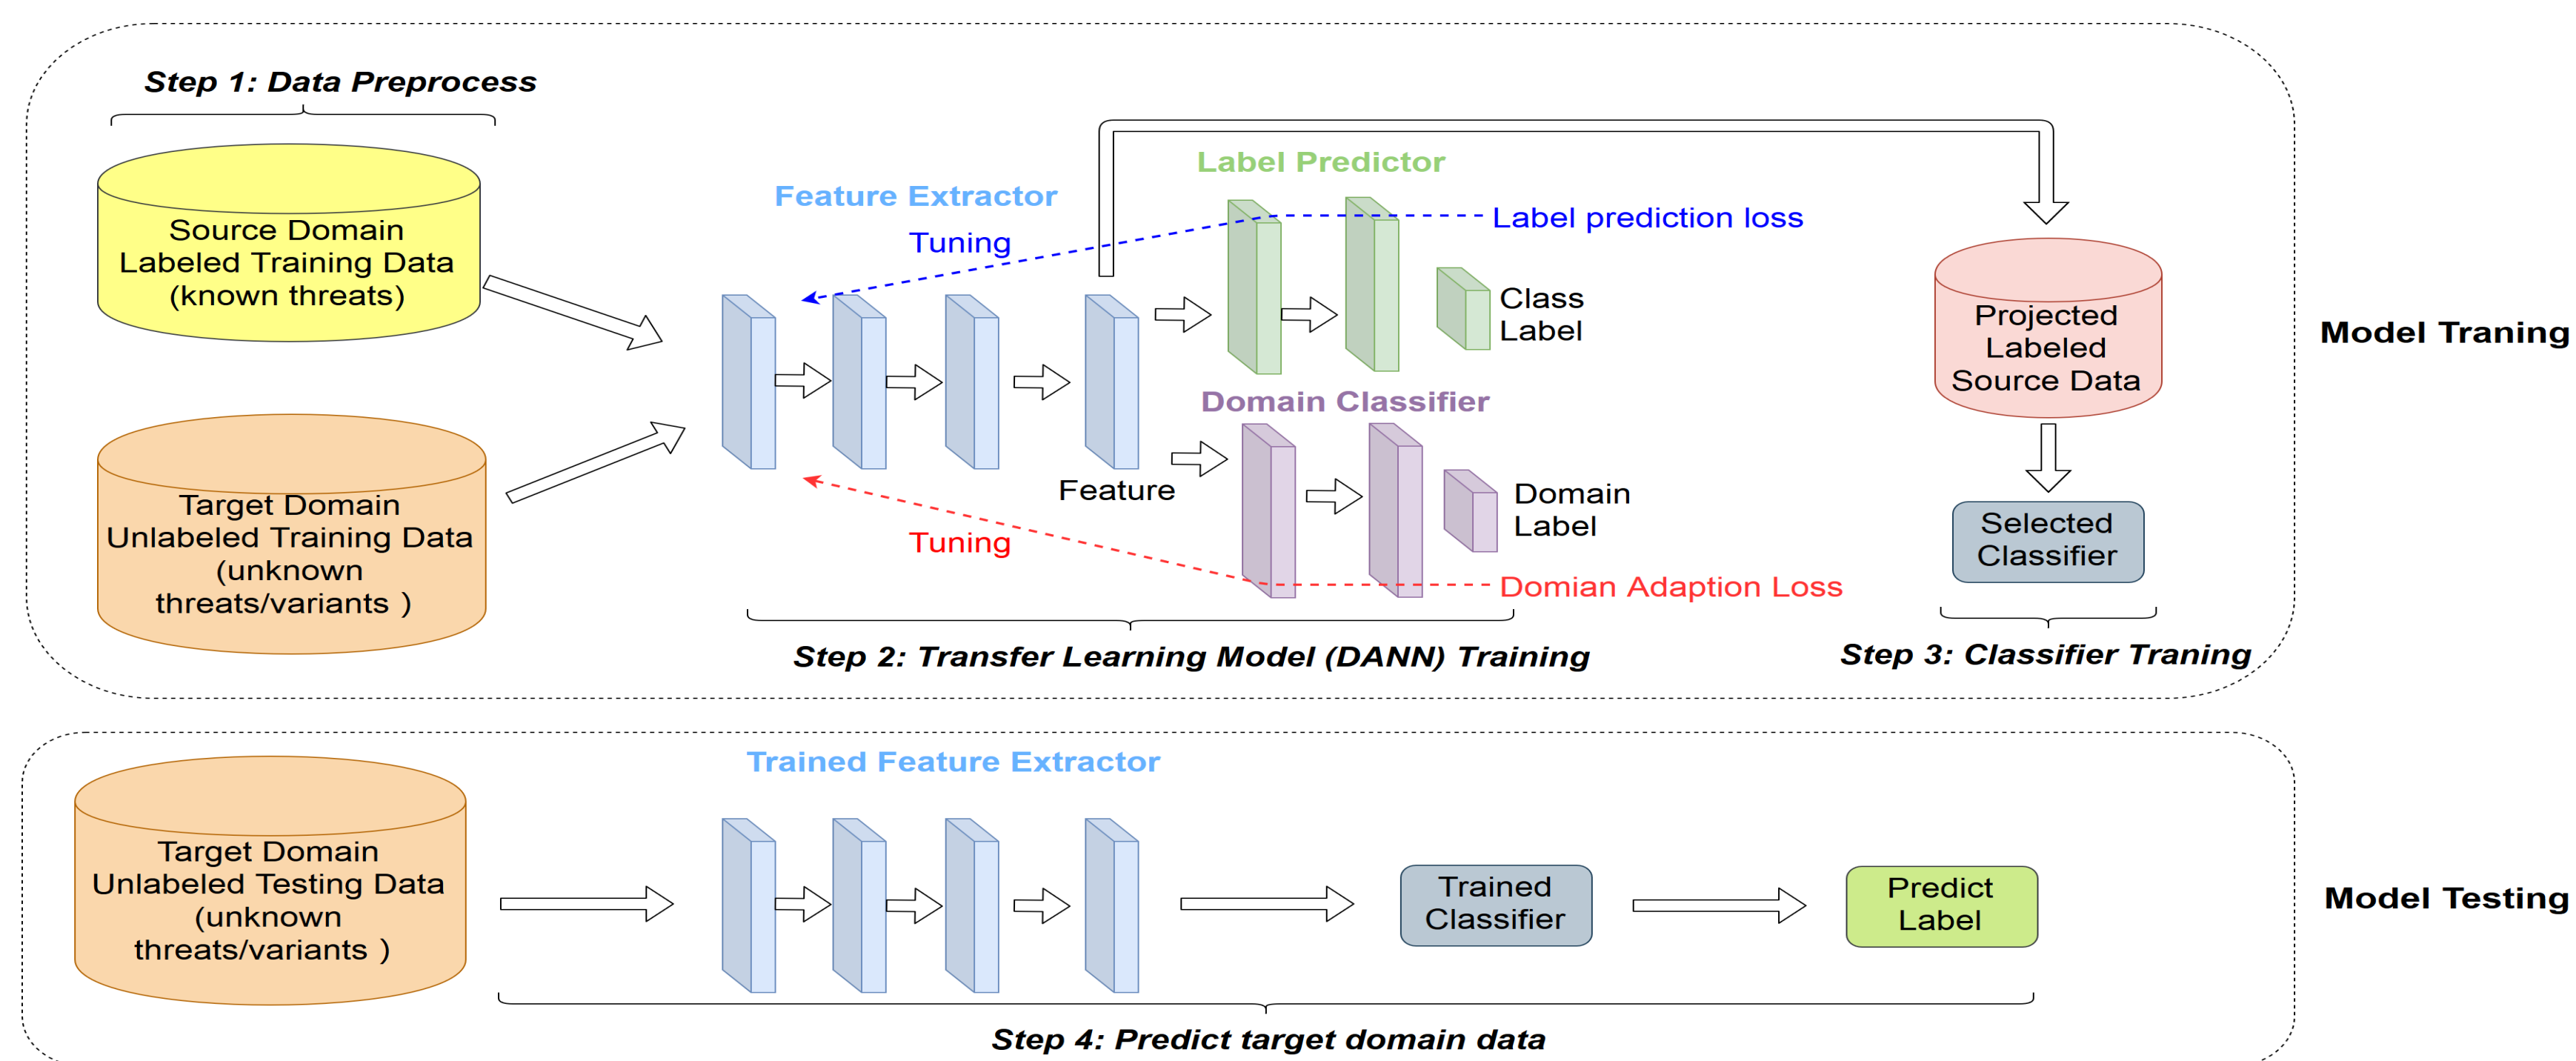 Step 1: Data Preprocess
Source Domain
Labeled Training Data
(known threats)
Target Domain
Unlabeled Training Data
(unknown
threats/variants )
Feature Extractor
Tuning
Label Predictor
Label prediction loss
Class
Label
Domain Classifier
Feature
Domain
Label
Tuning
Domian Adaption Loss
Step 2: Transfer Learning Model (DANN) Training
Projected
Labeled
Source Data
Selected
Classifier
Step 3: Classifier Traning
Model Traning
Target Domain
Unlabeled Testing Data
(unknown
threats/variants )
Trained Feature Extractor
Trained
Classifier
Predict
Label
Step 4: Predict target domain data
Model Testing